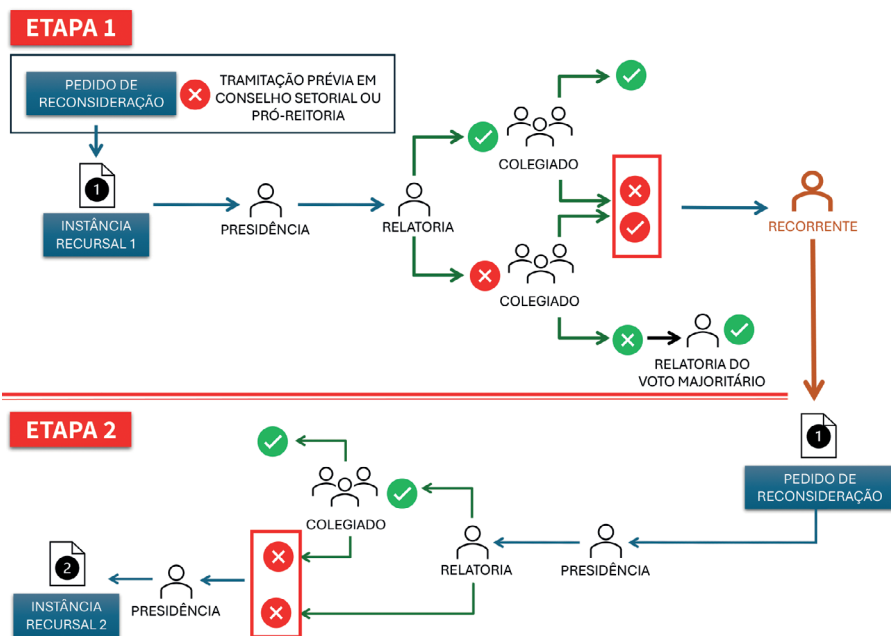 ETAPA 1
PEDIDO DE
RECONSIDERAÇÃO
TRAMITAÇÃO PRÉVIA EM
CONSELHO SETORIAL OU
PRÓ-REITORIA
1
INSTÂNCIA
RECURSAL 1
PRESIDÊNCIA
RELATORIA
COLEGIADO
COLEGIADO
RECORRENTE
RELATORIA DO
VOTO MAJORITÁRIO
ETAPA 2
1
PEDIDO DE
RECONSIDERAÇÃO
COLEGIADO
RELATORIA
PRESIDÊNCIA
2
INSTÂNCIA
RECURSAL 2
PRESIDÊNCIA